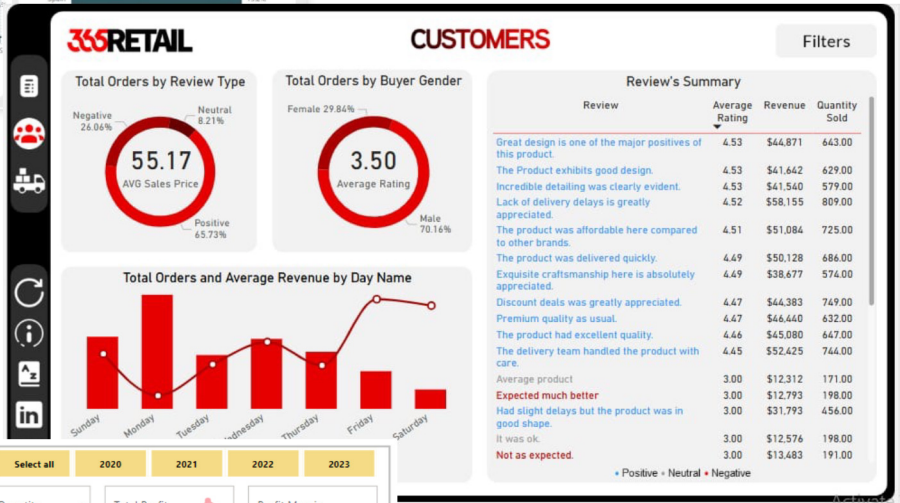 365RETAIL
CUSTOMERS
Filters
Total Orders by Review Type
Negative
26.06%
Neutral
8.21%
55.17
AVG Sales Price
Positive
65.73%
Total Orders by Buyer Gender
Female 29.84%
3.50
Average Rating
Male
70.16%
Total Orders and Average Revenue by Day Name
Sunday Monday Tuesday Wednesday Thursday Friday Saturday
Review's Summary
Review Average Rating Revenue Quantity Sold
Great design is one of the major positives of this product. 4.53 $44,871 643.00
The Product exhibits good design. 4.53 $41,642 629.00
Incredible detailing was clearly evident. 4.53 $41,540 579.00
Lack of delivery delays is greatly appreciated. 4.52 $58,155 809.00
The product was affordable here compared to other brands. 4.51 $51,084 725.00
The product was delivered quickly. 4.49 $50,128 686.00
Exquisite craftsmanship here is absolutely appreciated. 4.49 $38,677 574.00
Discount deals was greatly appreciated. 4.47 $44,383 749.00
Premium quality as usual. 4.47 $46,440 632.00
The product had excellent quality. 4.46 $45,080 647.00
The delivery team handled the product with care. 4.45 $52,425 744.00
Average product 3.00 $12,312 171.00
Expected much better 3.00 $12,793 198.00
Had slight delays but the product was in good shape. 3.00 $31,793 456.00
It was ok. 3.00 $12,576 198.00
Not as expected. 3.00 $13,483 191.00
Positive Neutral Negative
A
Z
in
Select all 2020 2021 2022 2023